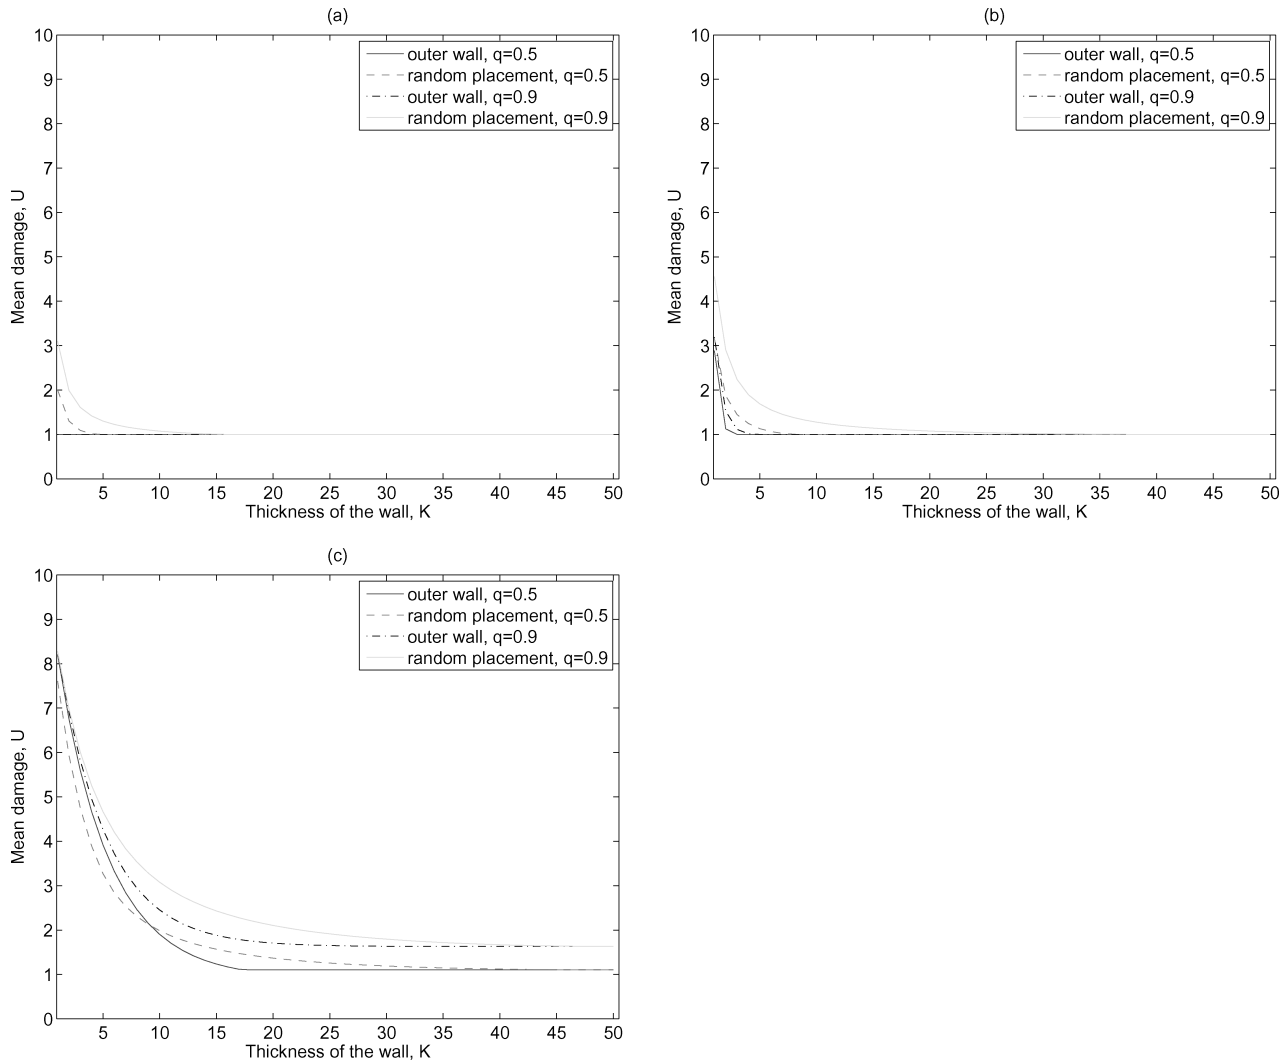 (a)
10
9
8
7
6
5
4
3
2
1
0
Mean damage, U
outer wall, q=0.5
random placement, q=0.5
outer wall, q=0.9
random placement, q=0.9
5 10 15 20 25 30 35 40 45 50
Thickness of the wall, K
(b)
10
9
8
7
6
5
4
3
2
1
0
Mean damage, U
outer wall, q=0.5
random placement, q=0.5
outer wall, q=0.9
random placement, q=0.9
5 10 15 20 25 30 35 40 45 50
Thickness of the wall, K
(c)
10
9
8
7
6
5
4
3
2
1
0
Mean damage, U
outer wall, q=0.5
random placement, q=0.5
outer wall, q=0.9
random placement, q=0.9
5 10 15 20 25 30 35 40 45 50
Thickness of the wall, K